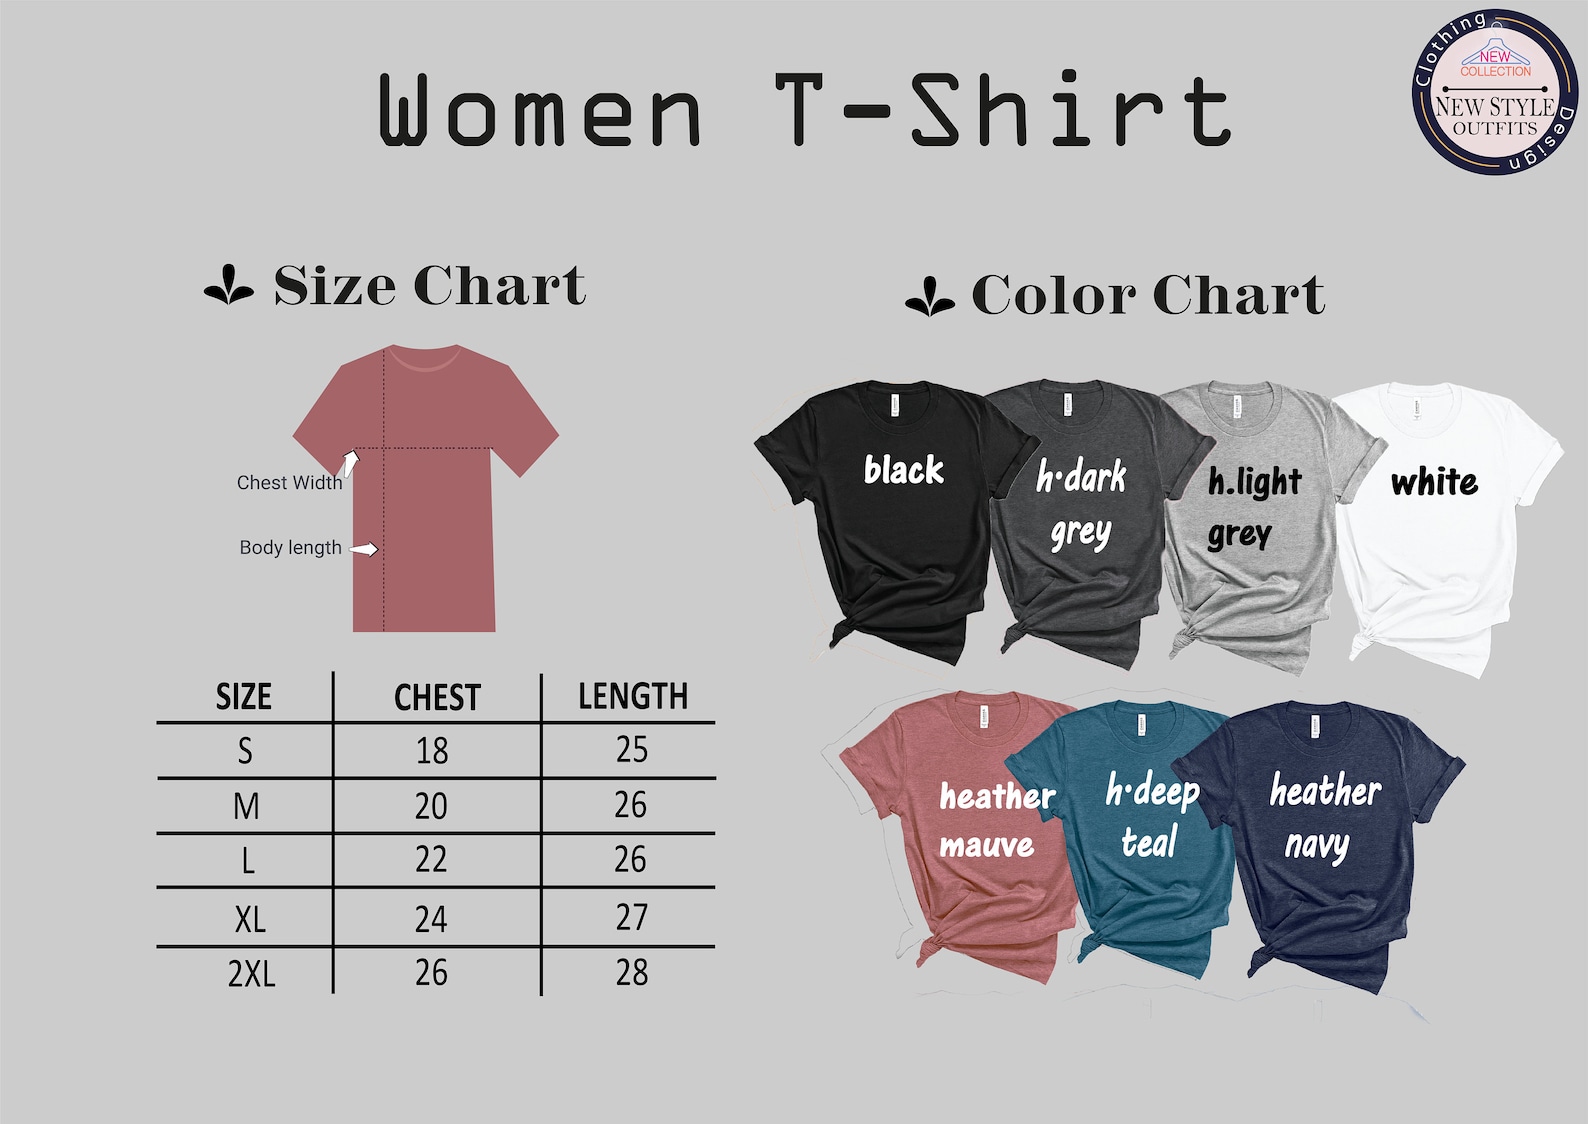 Women T-Shirt
Clothing
Design
NEW
COLLECTION
NEW STYLE
OUTFITS
Size Chart
Chest Width
Body length
SIZE CHEST LENGTH
S 18 25
M 20 26
L 22 26
XL 24 27
2XL 26 28
Color Chart
black
h.dark
grey
h.light
grey
white
heather
mauve
h.deep
teal
heather
navy